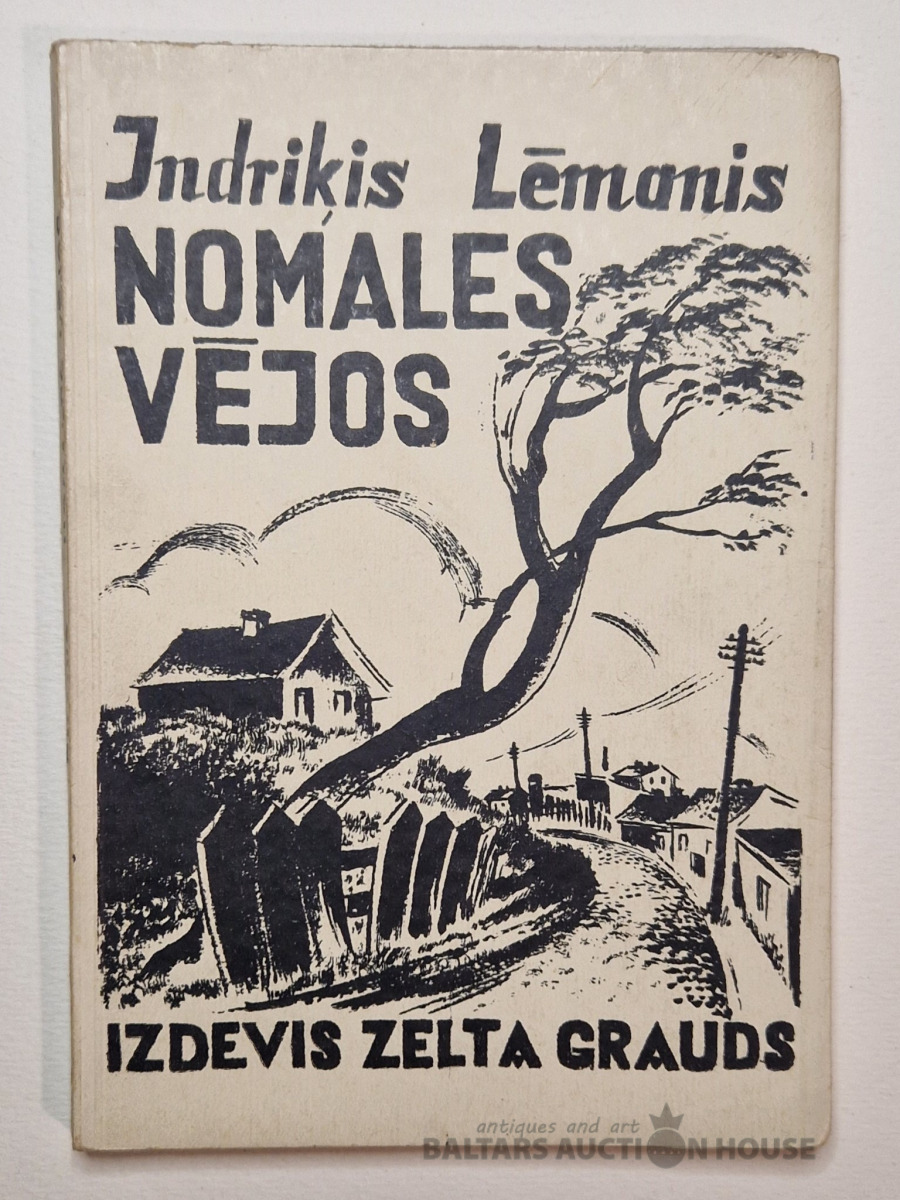 Indriķis Lēmanis
NOMALES
VĒJOS
IZDEVIS ZELTA GRAUDS
antiques and art
BALTARS AUCTION HOUSE